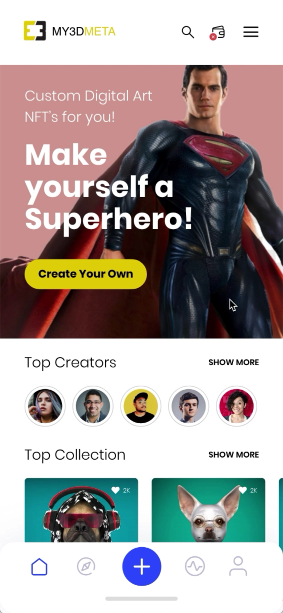 MY3DMETA
Custom Digital Art
NFT's for you!
Make
yourself a
Superhero!
Create Your Own
Top Creators
SHOW MORE
Top Collection
SHOW MORE
2K
2K